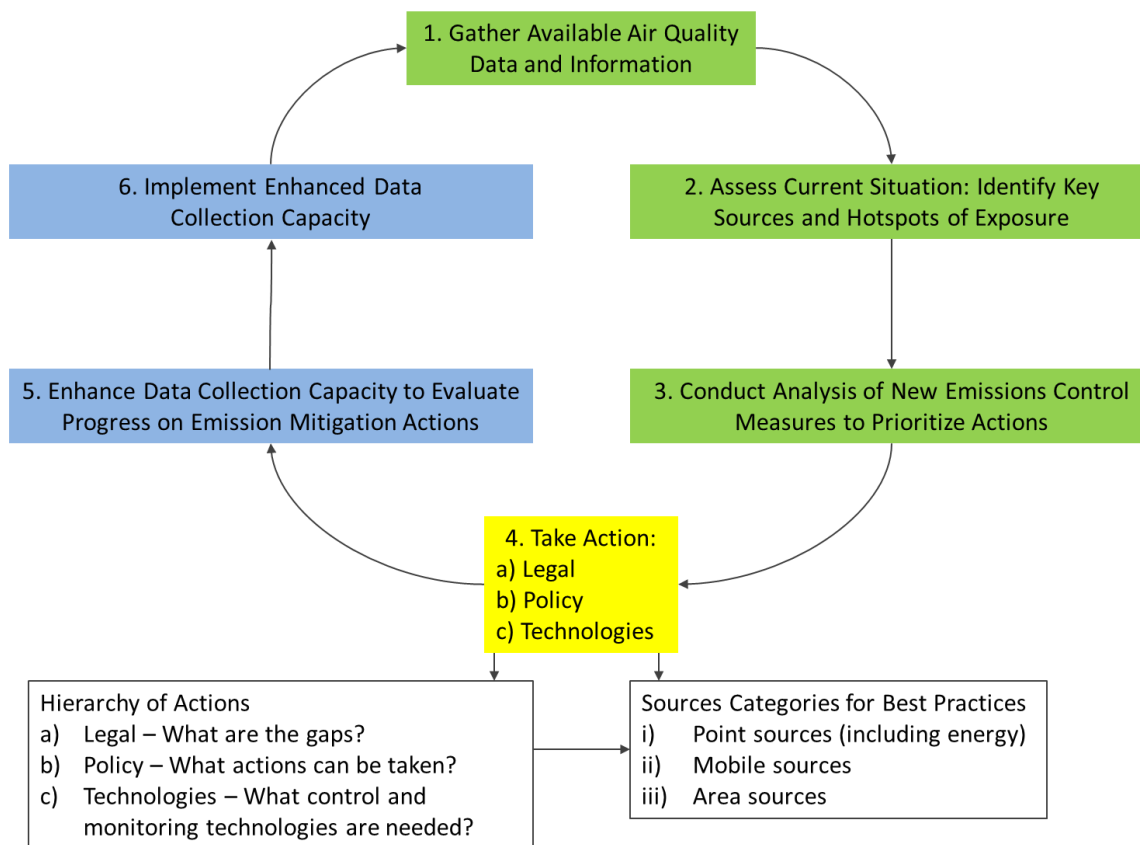 1. Gather Available Air Quality
Data and Information
2. Assess Current Situation: Identify Key
Sources and Hotspots of Exposure
3. Conduct Analysis of New Emissions Control
Measures to Prioritize Actions
4. Take Action:
a) Legal
b) Policy
c) Technologies
5. Enhance Data Collection Capacity to Evaluate
Progress on Emission Mitigation Actions
6. Implement Enhanced Data
Collection Capacity
Hierarchy of Actions
a) Legal – What are the gaps?
b) Policy – What actions can be taken?
c) Technologies – What control and
monitoring technologies are needed?
Sources Categories for Best Practices
i) Point sources (including energy)
ii) Mobile sources
iii) Area sources